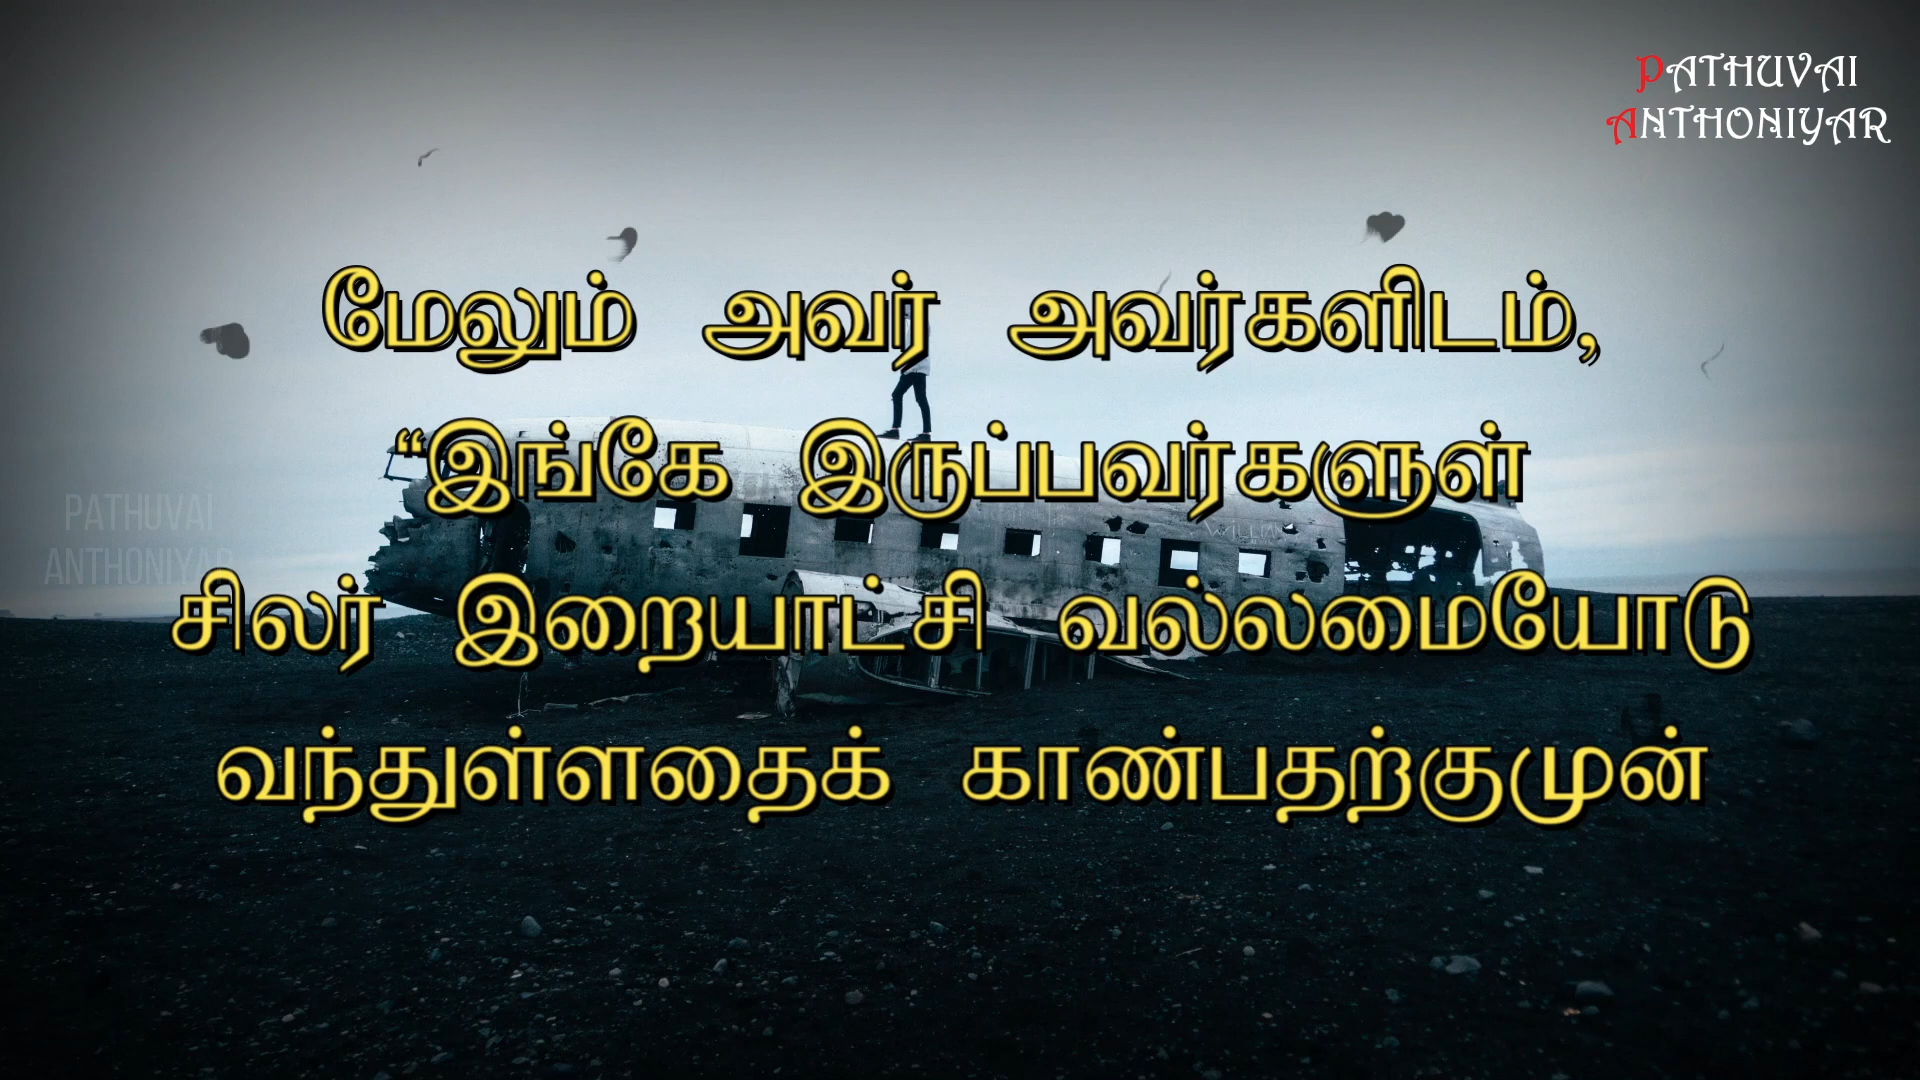 PATHUVAI
ANTHONIYAR
மேலும் அவர் அவர்களிடம்,
“இங்கே இருப்பவர்களுள்
சிலர் இறையாட்சி வல்லமையோடு
வந்துள்ளதைக் காண்பதற்குமுன்
PATHUVAI
ANTHONIYAR